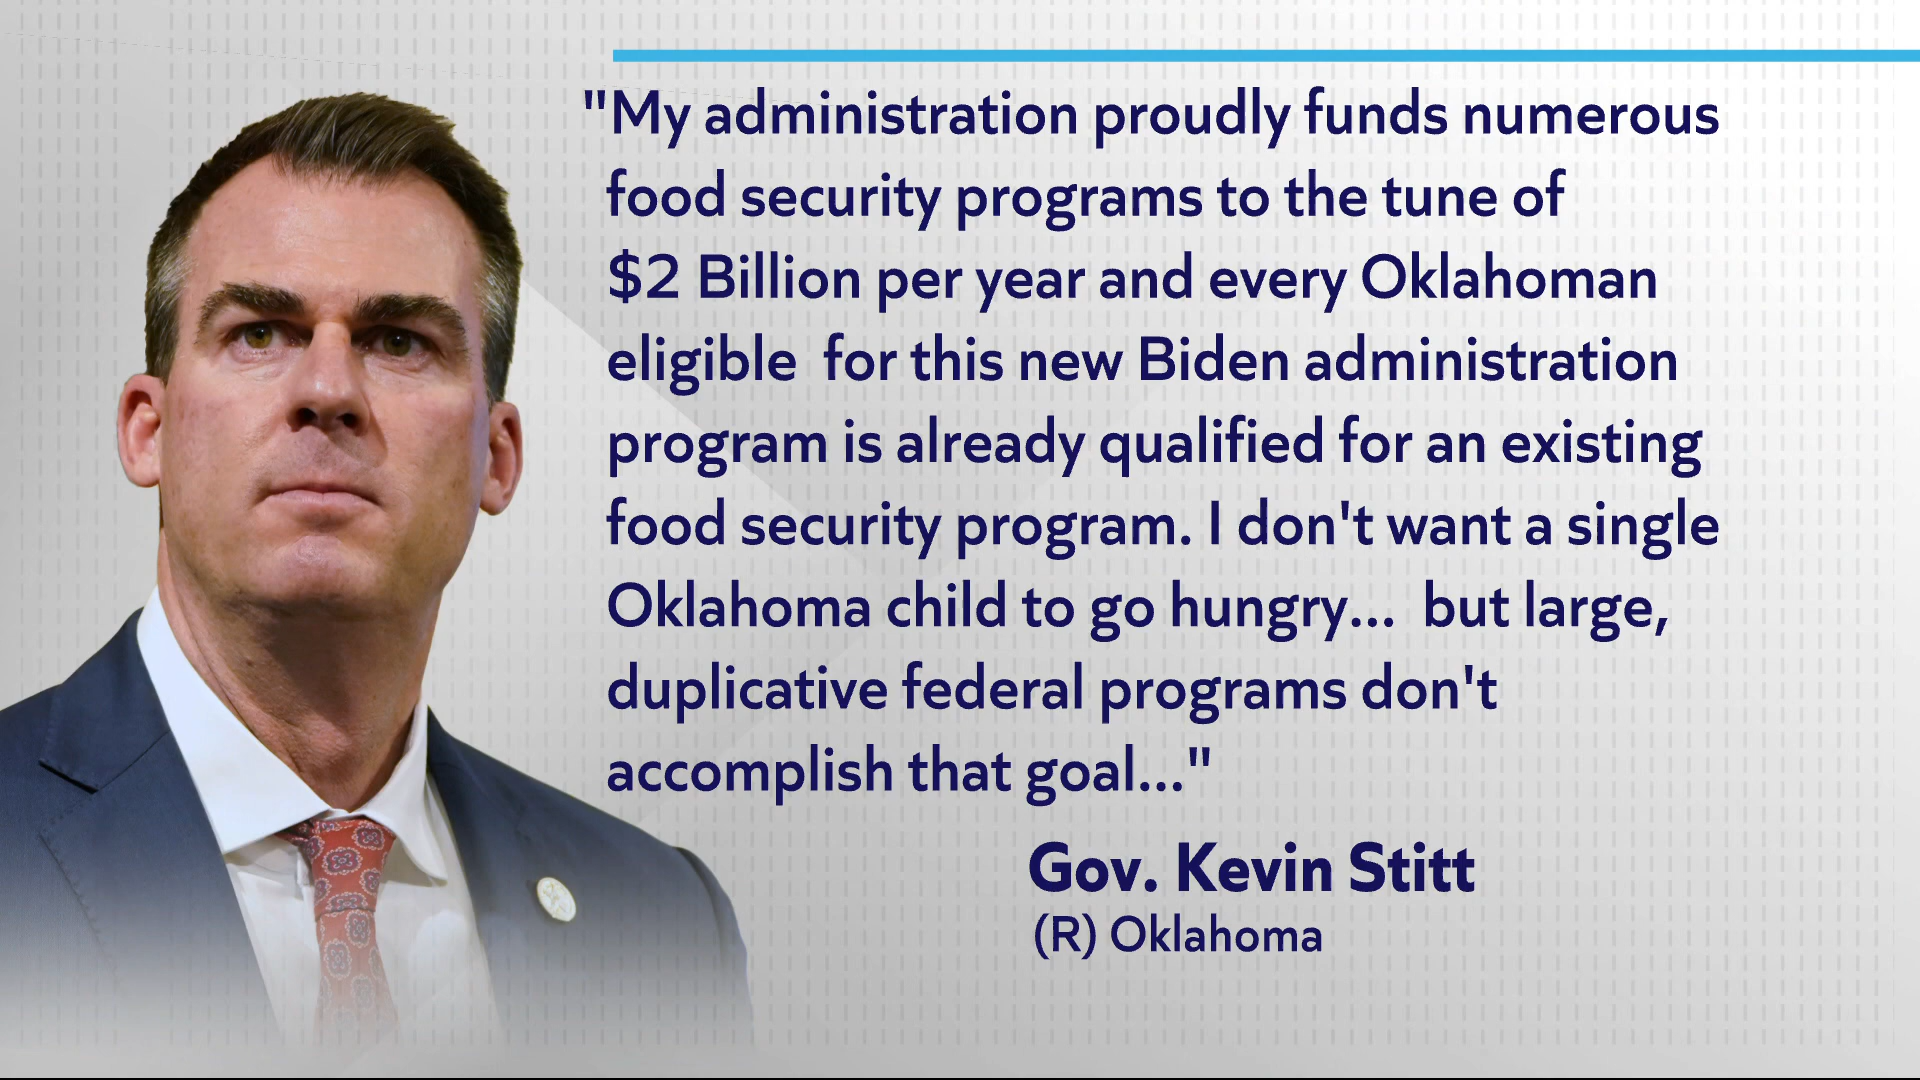 "My administration proudly funds numerous
food security programs to the tune of
$2 Billion per year and every Oklahoman
eligible  for this new Biden administration
program is already qualified for an existing
food security program. I don't want a single
Oklahoma child to go hungry...  but large,
duplicative federal programs don't
accomplish that goal..."
Gov. Kevin Stitt
(R) Oklahoma